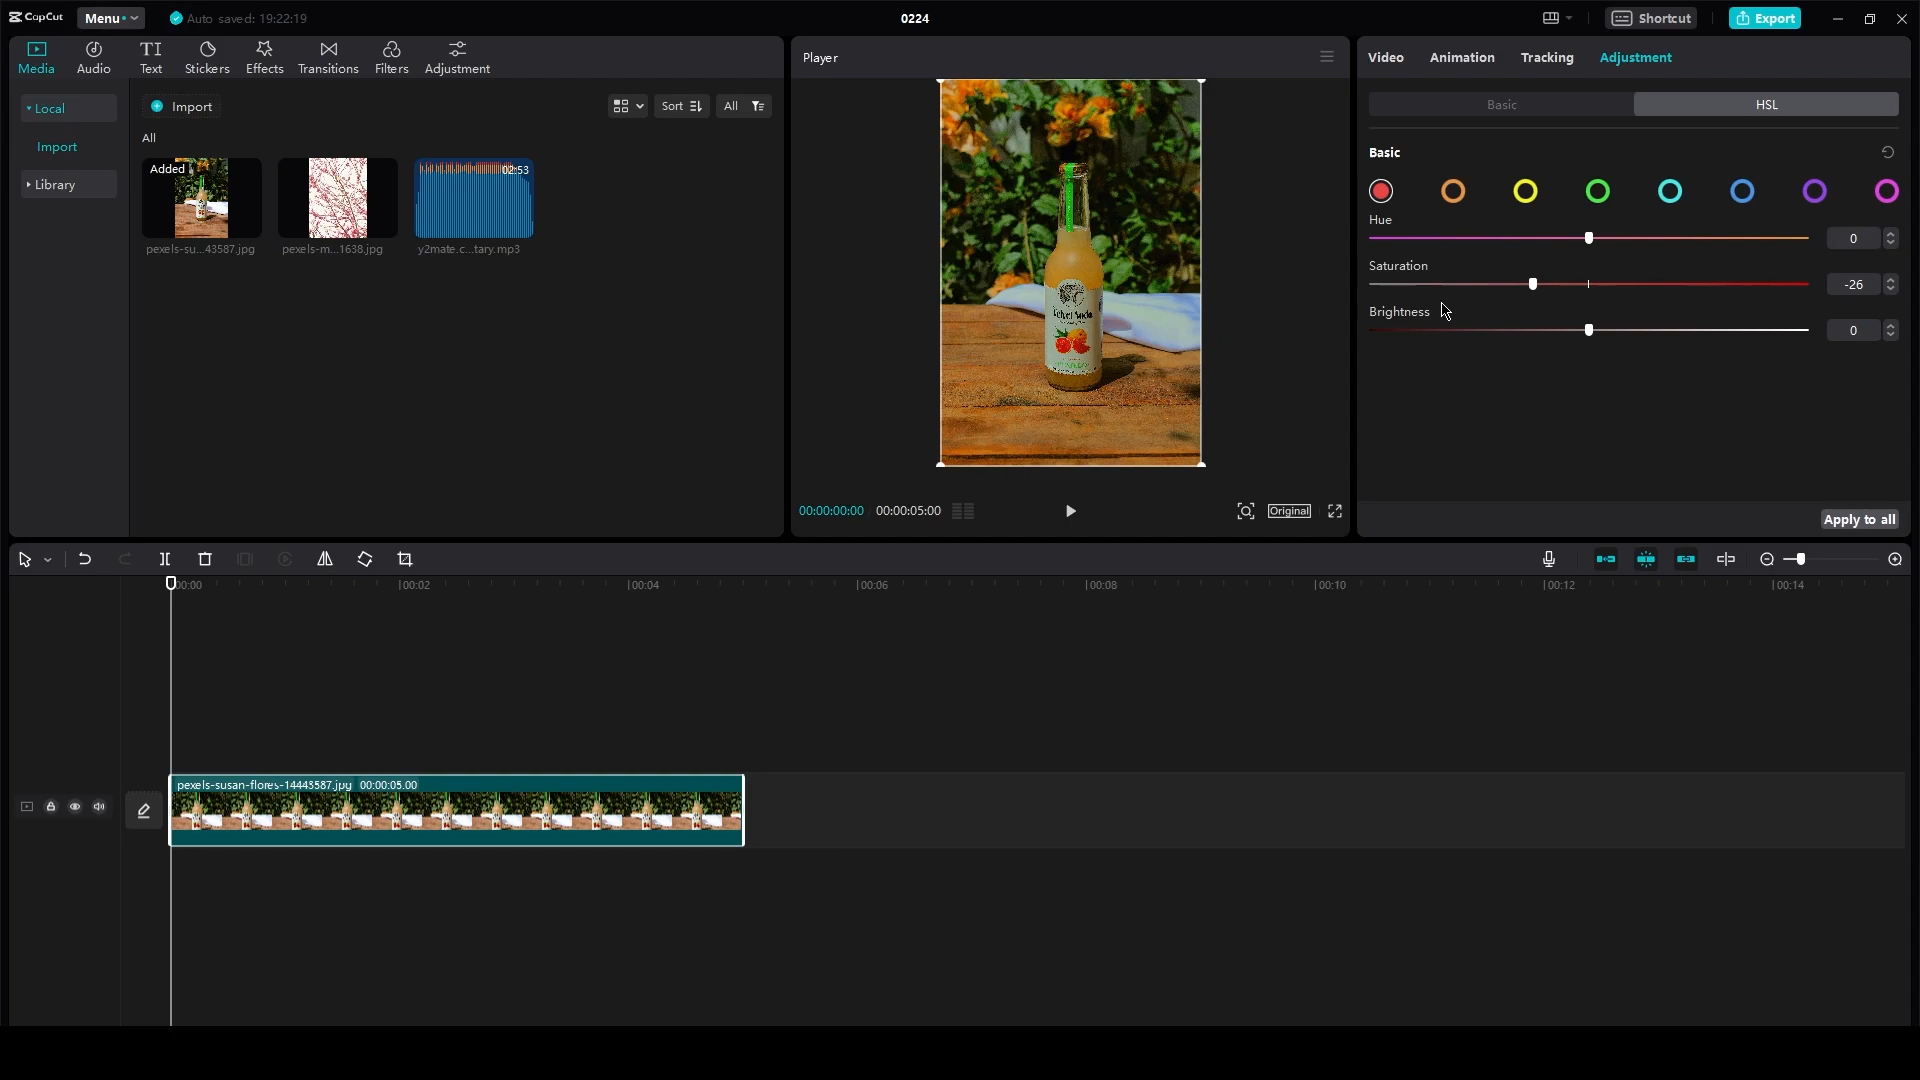 CapCut
Menu
Auto saved: 19:22:19
0224
Shortcut
Export
Media
Audio
Text
Stickers
Effects
Transitions
Filters
Adjustment
Local
Import
Library
Import
Sort
All
All
Added
02:53
pexels-su...43587.jpg
pexels-m...1638.jpg
y2mate.c...tary.mp3
Player
00:00:00:00
00:00:05:00
Original
Video
Animation
Tracking
Adjustment
Basic
HSL
Basic
Hue
0
Saturation
-26
Brightness
0
Apply to all
00:00
00:02
00:04
00:06
00:08
00:10
00:12
00:14
pexels-susan-flores-14443587.jpg 00:00:05:00